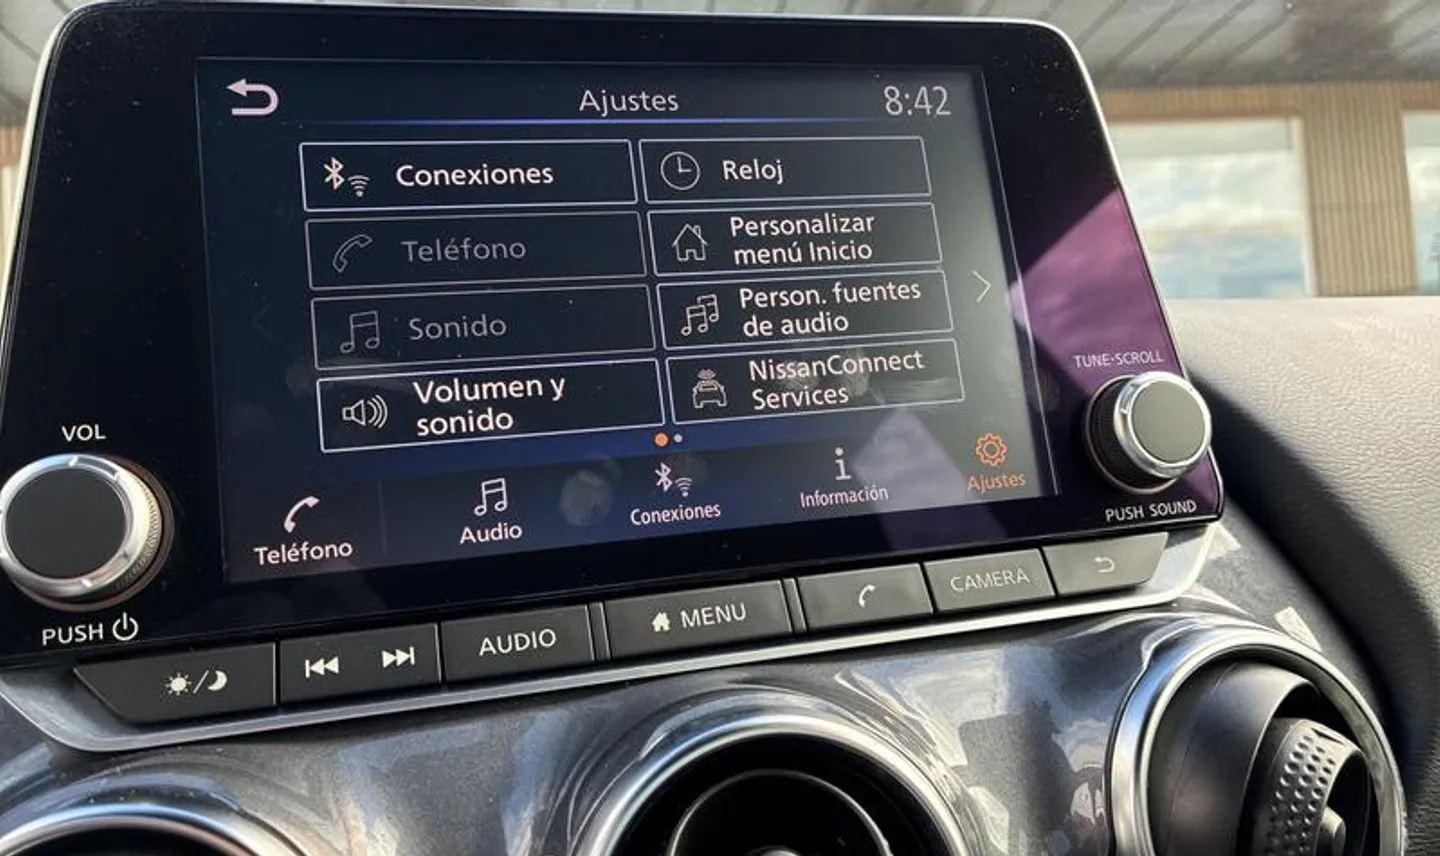 Ajustes
8:42
Conexiones
Reloj
Teléfono
Personalizar
menú Inicio
Sonido
Person. fuentes
de audio
Volumen y
sonido
NissanConnect
Services
Teléfono
Audio
Conexiones
Información
Ajustes
VOL
PUSH
TUNE·SCROLL
PUSH SOUND
AUDIO
MENU
CAMERA